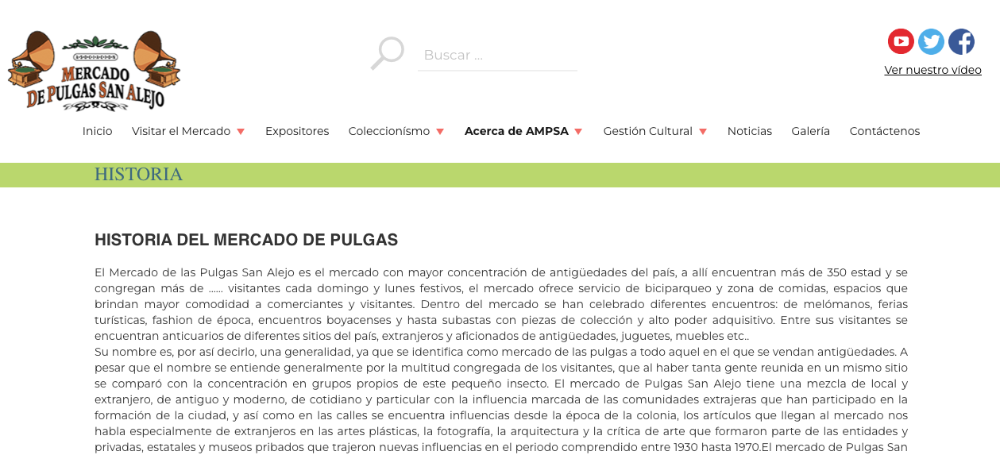 MERCADO
DE PULGAS SAN ALEJO
Buscar ...
Ver nuestro vídeo
Inicio Visitar el Mercado Expositores Coleccionísmo Acerca de AMPSA Gestión Cultural Noticias Galería Contáctenos
HISTORIA
HISTORIA DEL MERCADO DE PULGAS
El Mercado de las Pulgas San Alejo es el mercado con mayor concentración de antigüedades del país, a allí encuentran más de 350 estad y se
congregan más de ...... visitantes cada domingo y lunes festivos, el mercado ofrece servicio de biciparqueo y zona de comidas, espacios que
brindan mayor comodidad a comerciantes y visitantes. Dentro del mercado se han celebrado diferentes encuentros: de melómanos, ferias
turísticas, fashion de época, encuentros boyacenses y hasta subastas con piezas de colección y alto poder adquisitivo. Entre sus visitantes se
encuentran anticuarios de diferentes sitios del país, extranjeros y aficionados de antigüedades, juguetes, muebles etc..
Su nombre es, por así decirlo, una generalidad, ya que se identifica como mercado de las pulgas a todo aquel en el que se vendan antigüedades. A
pesar que el nombre se entiende generalmente por la multitud congregada de los visitantes, que al haber tanta gente reunida en un mismo sitio
se comparó con la concentración en grupos propios de este pequeño insecto. El mercado de Pulgas San Alejo tiene una mezcla de local y
extranjero, de antiguo y moderno, de cotidiano y particular con la influencia marcada de las comunidades extrajeras que han participado en la
formación de la ciudad, y así como en las calles se encuentra influencias desde la época de la colonia, los artículos que llegan al mercado nos
habla especialmente de extranjeros en las artes plásticas, la fotografía, la arquitectura y la crítica de arte que formaron parte de las entidades y
privadas, estatales y museos pribados que trajeron nuevas influencias en el periodo comprendido entre 1930 hasta 1970.El mercado de Pulgas San